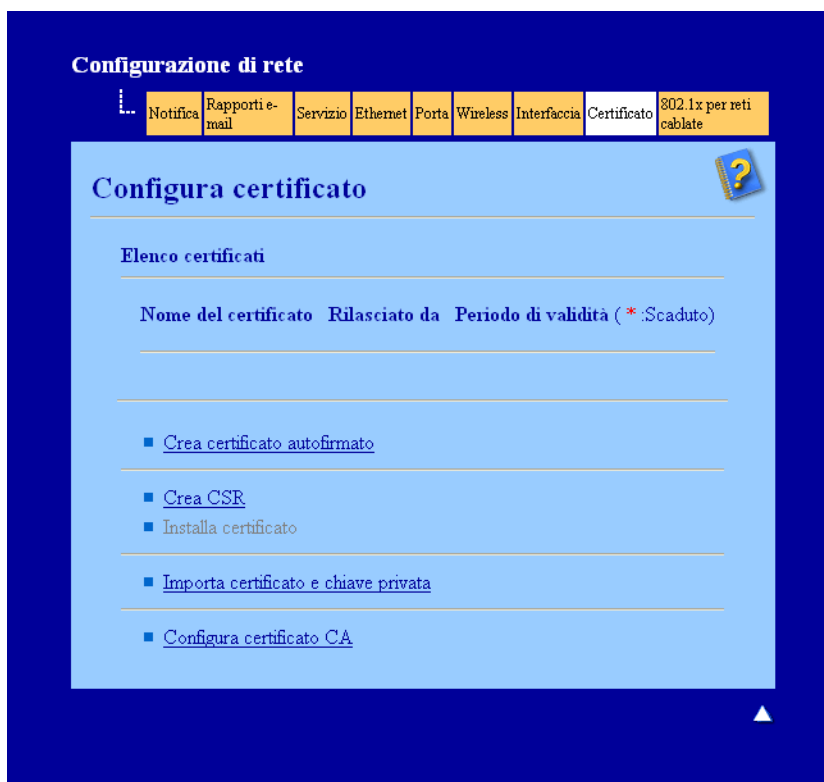 Configurazione di rete
Notifica Rapporti e-mail Servizio Ethernet Porta Wireless Interfaccia Certificato 802.1x per reti cablate
Configura certificato
Elenco certificati
Nome del certificato Rilasciato da Periodo di validità ( * :Scaduto)
Crea certificato autofirmato
Crea CSR
Installa certificato
Importa certificato e chiave privata
Configura certificato CA